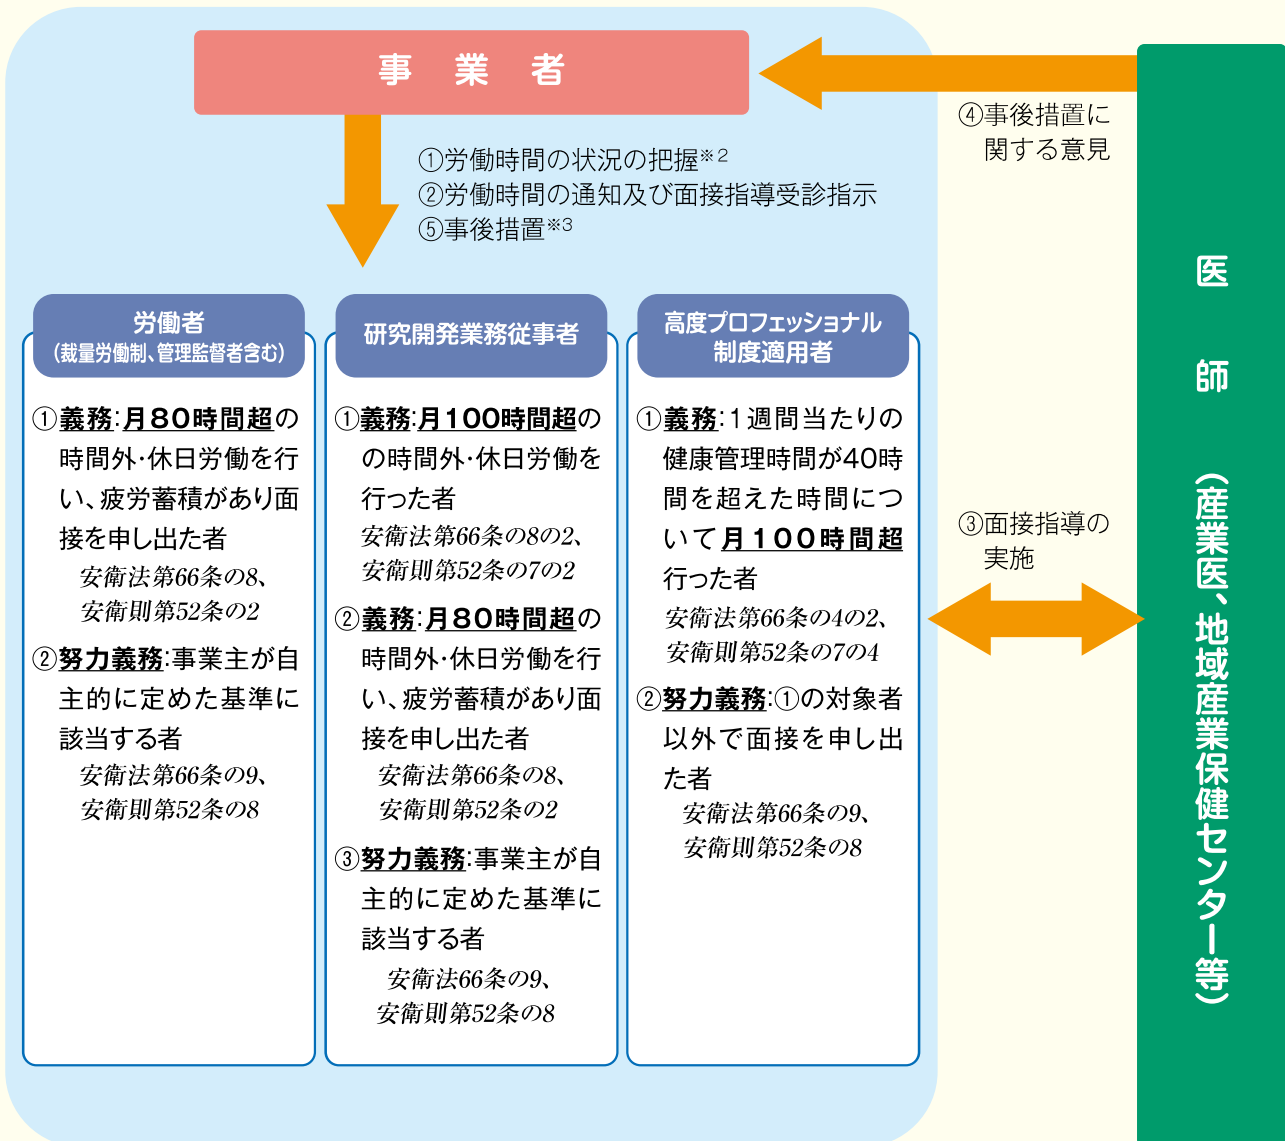 事業者
④事後措置に
関する意見
①労働時間の状況の把握※2
②労働時間の通知及び面接指導受診指示
⑤事後措置※3
労働者
(裁量労働制、管理監督者含む)
①義務:月80時間超の
時間外・休日労働を行
い、疲労蓄積があり面
接を申し出た者
安衛法第66条の8、
安衛則第52条の2
②努力義務:事業主が自
主的に定めた基準に
該当する者
安衛法第66条の9、
安衛則第52条の8
研究開発業務従事者
①義務:月100時間超の
の時間外・休日労働を
行った者
安衛法第66条の8の2、
安衛則第52条の7の2
②義務:月80時間超の
時間外・休日労働を行
い、疲労蓄積があり面
接を申し出た者
安衛法第66条の8、
安衛則第52条の2
③努力義務:事業主が自
主的に定めた基準に
該当する者
安衛法66条の9、
安衛則第52条の8
高度プロフェッショナル
制度適用者
①義務:1週間当たりの
健康管理時間が40時
間を超えた時間につ
いて月100時間超
行った者
安衛法第66条の4の2、
安衛則第52条の7の4
②努力義務:①の対象者
以外で面接を申し出
た者
安衛法第66条の9、
安衛則第52条の8
③面接指導の
実施
医師(産業医、地域産業保健センター等)